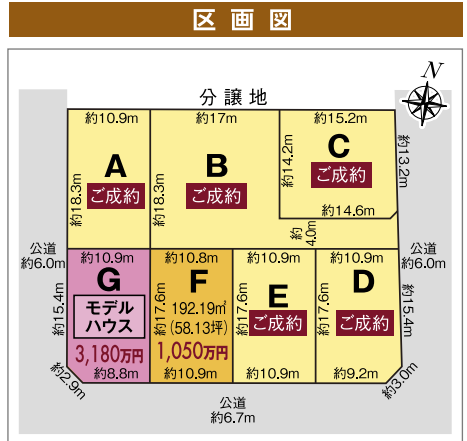 区画図
N
分譲地
約10.9m
約17m
約15.2m
A
ご成約
約18.3m
B
ご成約
約18.3m
C
ご成約
約14.2m
約13.2m
約14.6m
約4.0m
公道
約6.0m
公道
約6.0m
約10.9m
G
モデル
ハウス
3,180万円
約15.4m
約8.8m
約2.9m
約10.8m
F
192.19㎡
(58.13坪)
1,050万円
約17.6m
約10.9m
約10.9m
E
ご成約
約17.6m
約10.9m
約10.9m
D
ご成約
約17.6m
約15.4m
約9.2m
約3.0m
公道
約6.7m